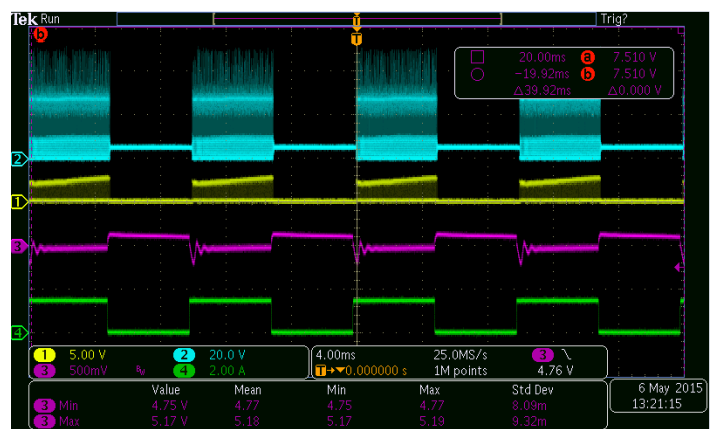 Tek Run Trig?
b
T
20.00ms a 7.510 V
-19.92ms b 7.510 V
△39.92ms △0.000 V
2
1
3
4
1 5.00 V 2 20.0 V
3 500mV BW 4 2.00 A
4.00ms 25.0MS/s 3 \
T→▼0.000000 s 1M points 4.76 V
Value Mean Min Max Std Dev
3 Min 4.75 V 4.77 4.75 4.77 8.09m
3 Max 5.17 V 5.18 5.17 5.19 9.32m
6 May 2015
13:21:15